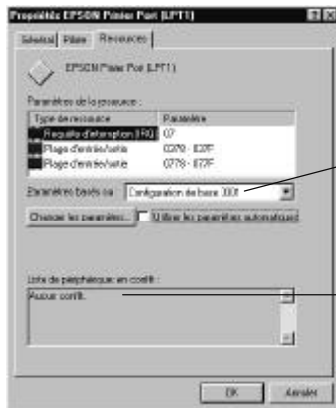 Propriétés EPSON Printer Port (LPT1)
Général Pilote Ressources
EPSON Printer Port (LPT1)
Paramètres de la ressource :
Type de ressource Paramètre
Requête d'interruption (IRQ) 07
Plage d'entrée/sortie 0378 - 037F
Plage d'entrée/sortie 0778 - 077F
Paramètres basés sur : Configuration de base 0001
Changer les paramètres... Utiliser les paramètres automatiques
Liste de périphérique en conflit :
Aucun conflit.
OK Annuler